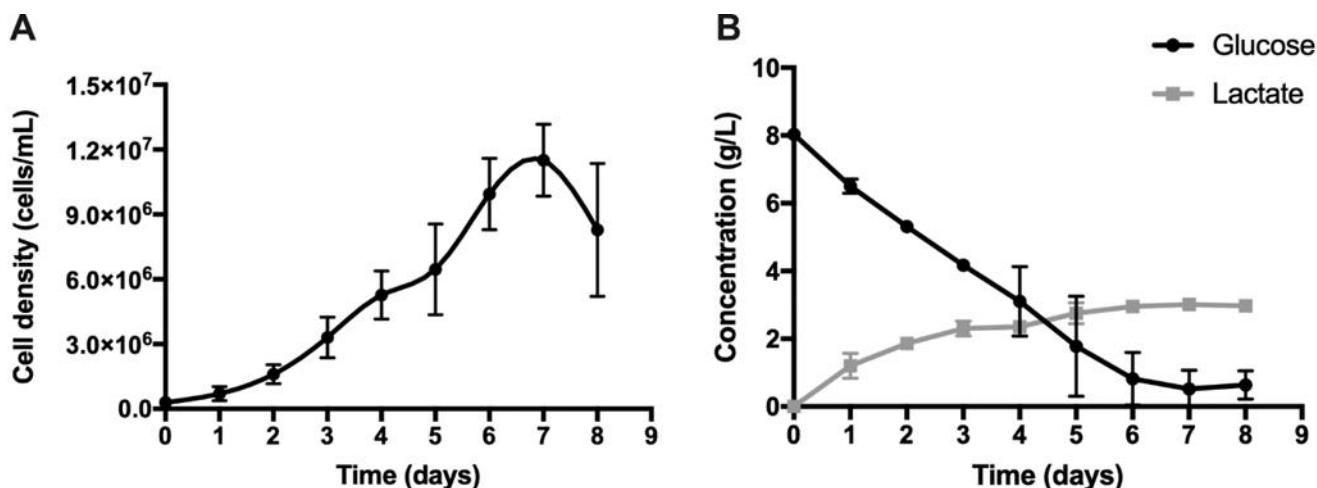 A
Cell density (cells/mL)
1.5×10⁷
1.2×10⁷
9.0×10⁶
6.0×10⁶
3.0×10⁶
0.0
0 1 2 3 4 5 6 7 8 9
Time (days)
B
Glucose
Lactate
Concentration (g/L)
10
8
6
4
2
0
0 1 2 3 4 5 6 7 8 9
Time (days)